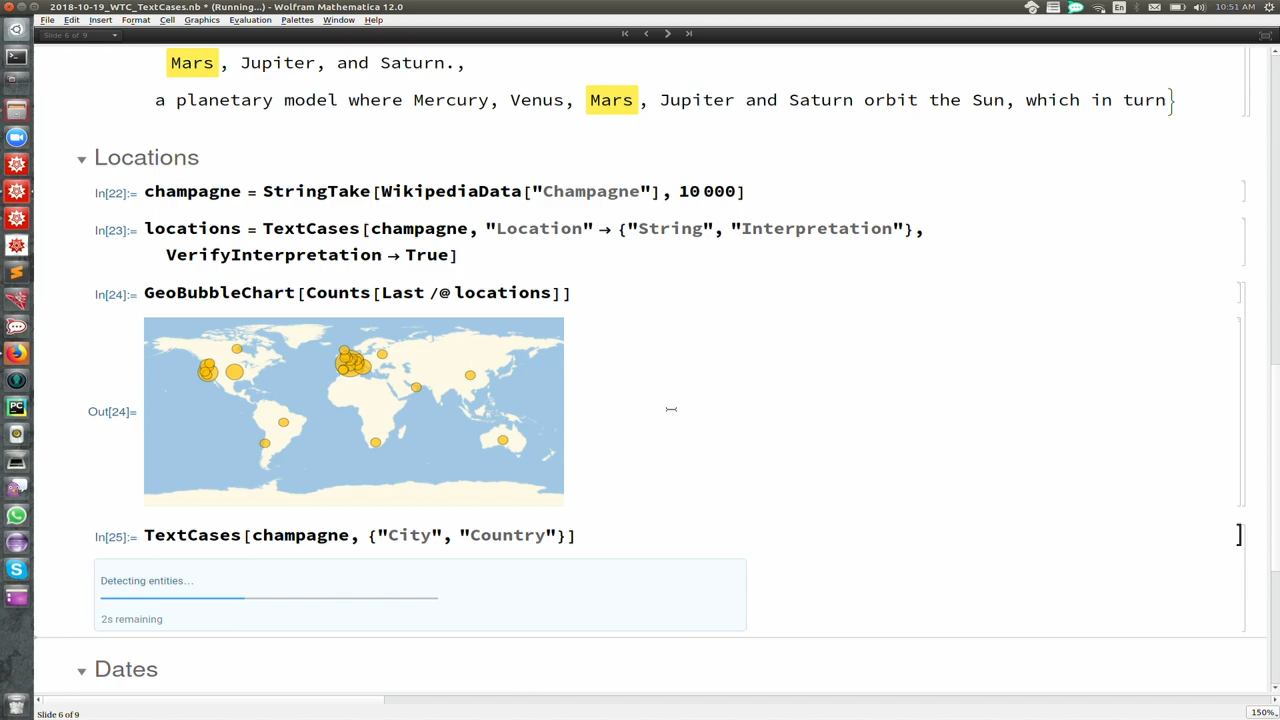 2018-10-19_WTC_TextCases.nb * (Running...) - Wolfram Mathematica 12.0
En
10:51 AM
File Edit Insert Format Cell Graphics Evaluation Palettes Window Help
Slide 6 of 9
Mars, Jupiter, and Saturn.,
a planetary model where Mercury, Venus, Mars, Jupiter and Saturn orbit the Sun, which in turn}
Locations
In[22]:= champagne = StringTake[WikipediaData["Champagne"], 10 000]
In[23]:= locations = TextCases[champagne, "Location" → {"String", "Interpretation"},
VerifyInterpretation → True]
In[24]:= GeoBubbleChart[Counts[Last /@ locations]]
Out[24]=
In[25]:= TextCases[champagne, {"City", "Country"}]
Detecting entities...
2s remaining
Dates
Slide 6 of 9
150%